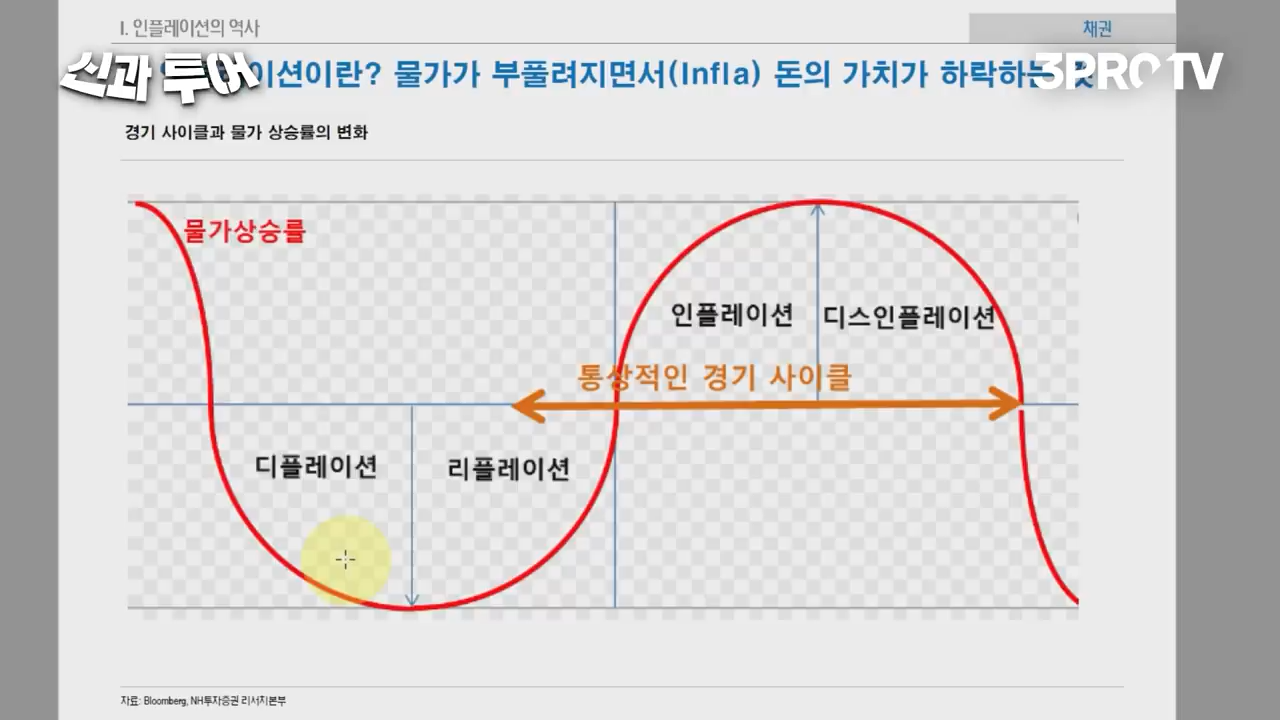 I. 인플레이션의 역사
채권
신과 투어
이션이란? 물가가 부풀려지면서(Infla) 돈의 가치가 하락하는 것
3PRO TV
경기 사이클과 물가 상승률의 변화
물가상승률
인플레이션
디스인플레이션
통상적인 경기 사이클
디플레이션
리플레이션
자료: Bloomberg, NH투자증권 리서치본부